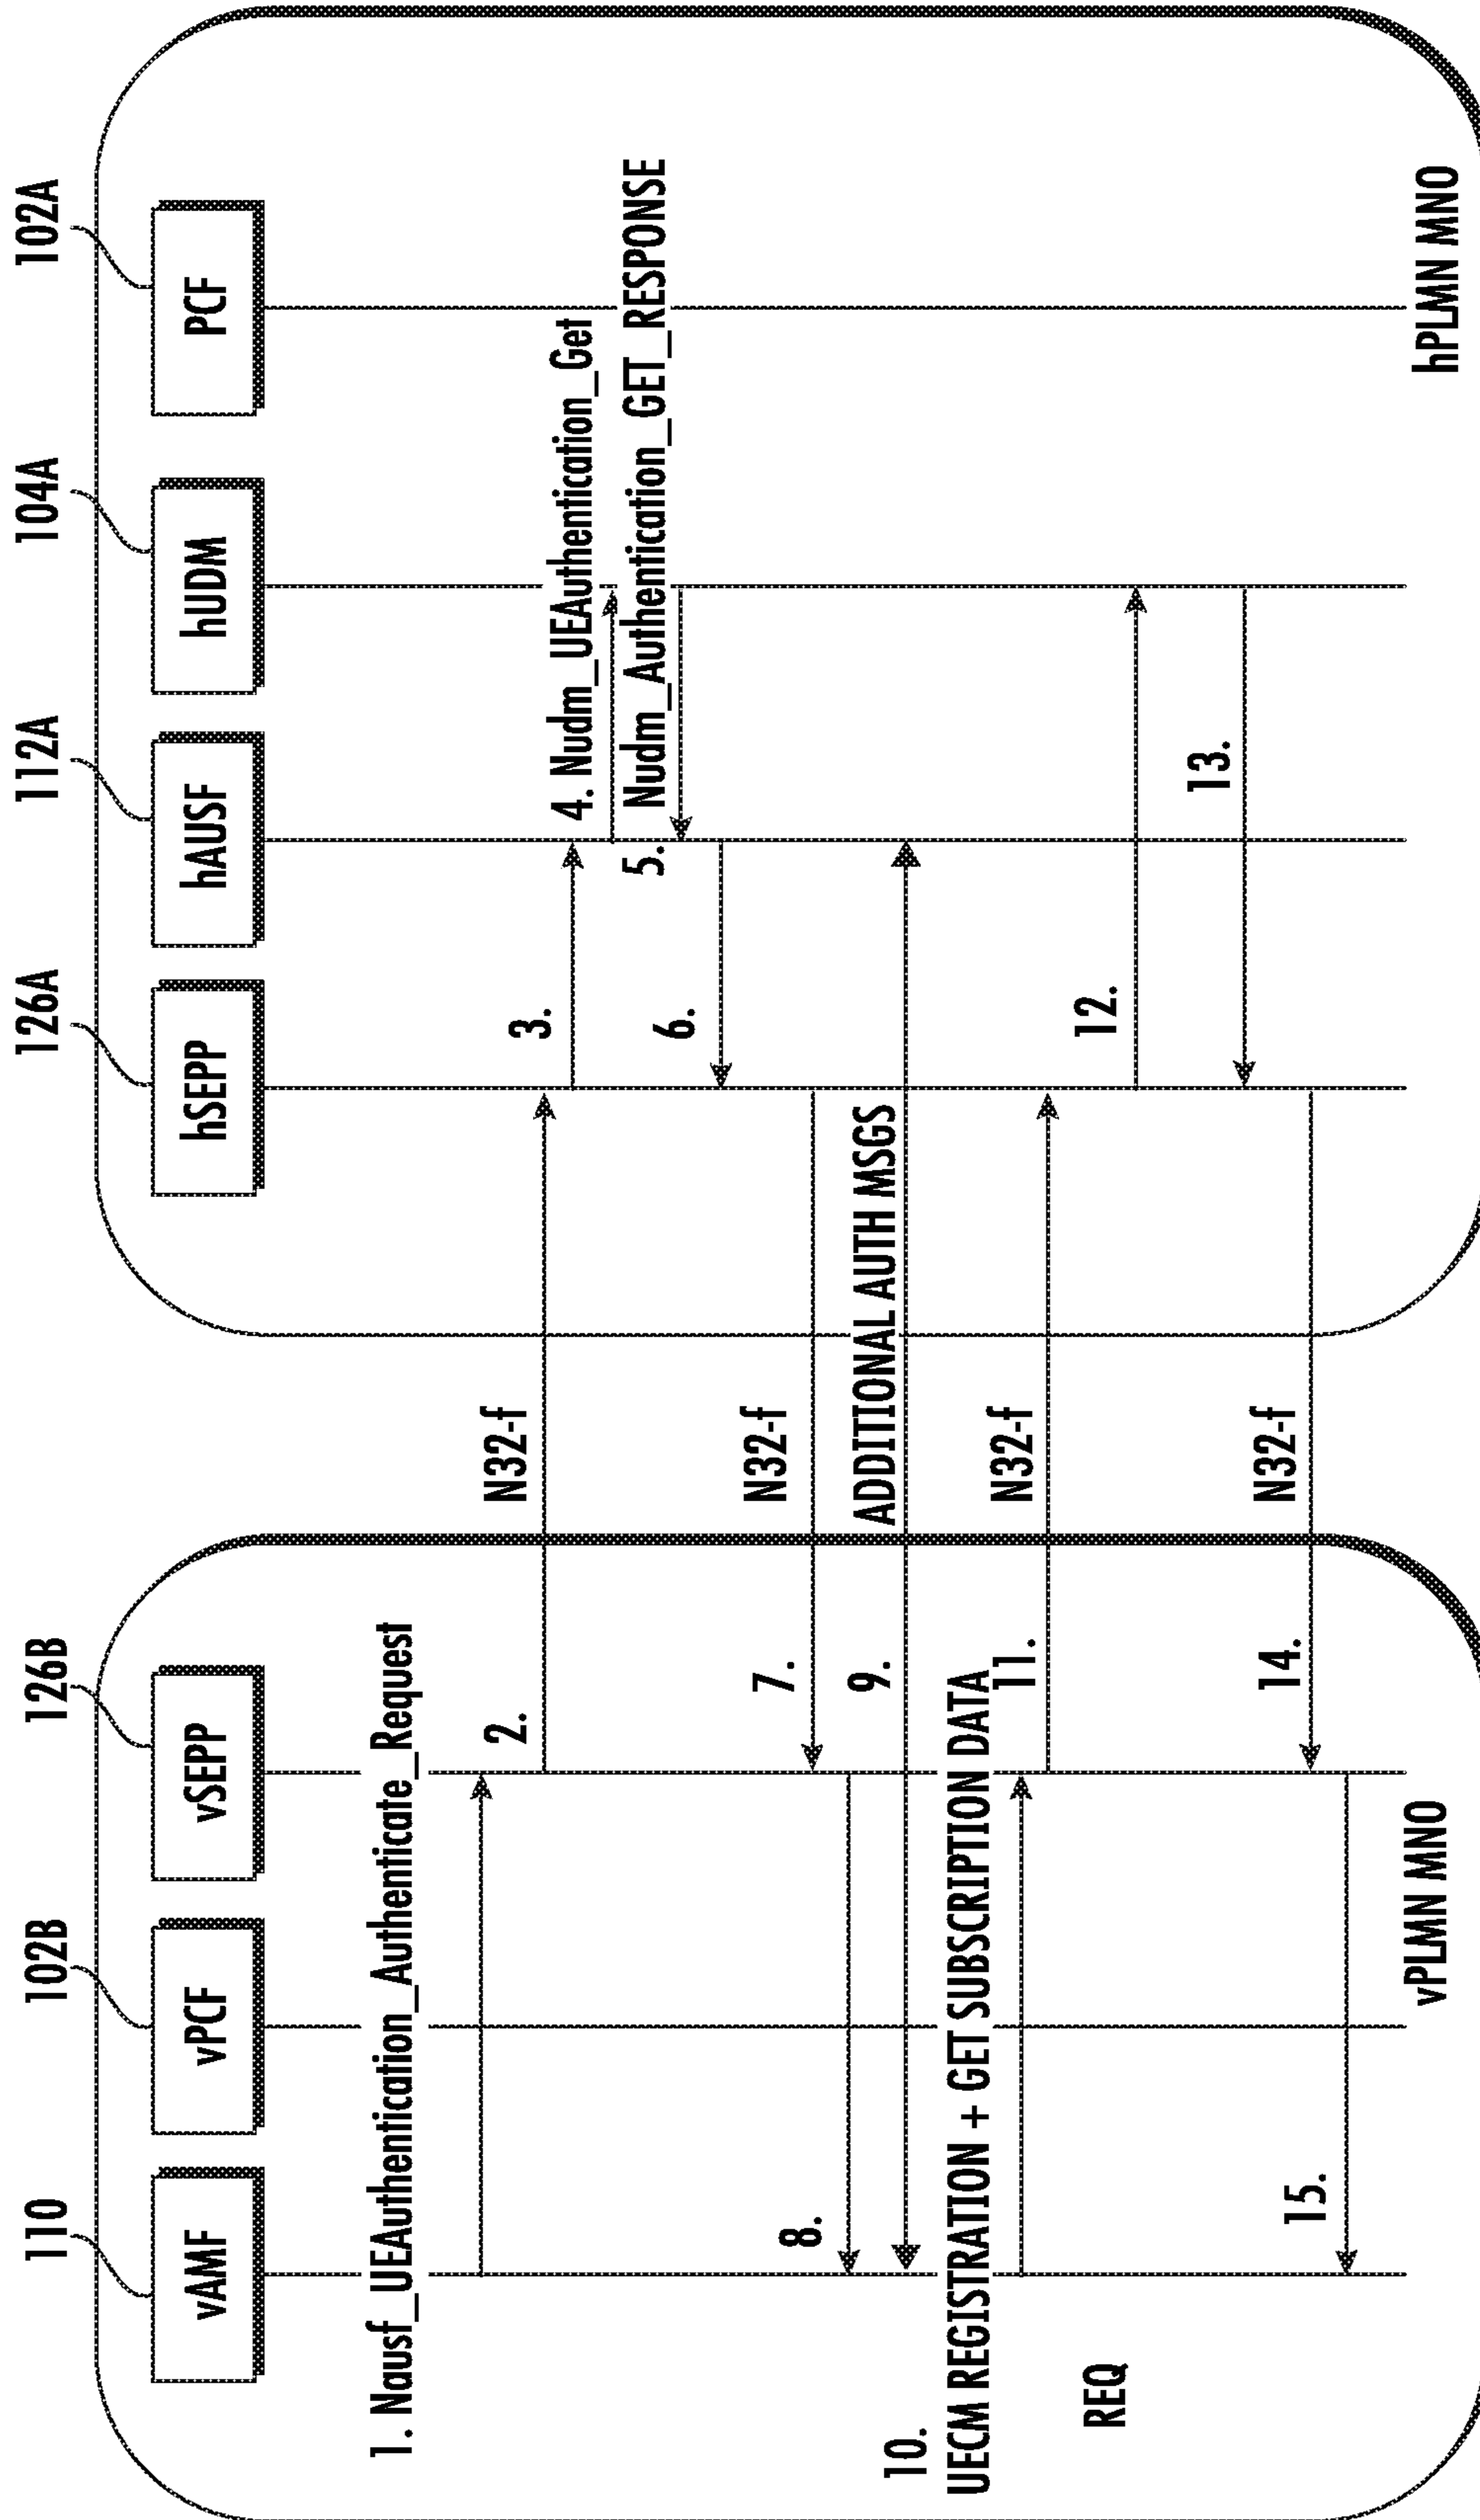 110
102B
126B
126A
112A
104A
102A
vAMF
vPCF
vSEPP
hSEPP
hAUSF
hUDM
PCF
1. Nausf_UEAuthentication_Authenticate_Request
2.
N32-f
3.
4. Nudm_UEAuthentication_Get
5. Nudm_Authentication_GET_RESPONSE
6.
7.
N32-f
8.
9.
ADDITIONAL AUTH MSGS
10.
UECM REGISTRATION + GET SUBSCRIPTION DATA
REQ
11.
N32-f
12.
13.
14.
N32-f
15.
vPLMN MNO
hPLMN MNO